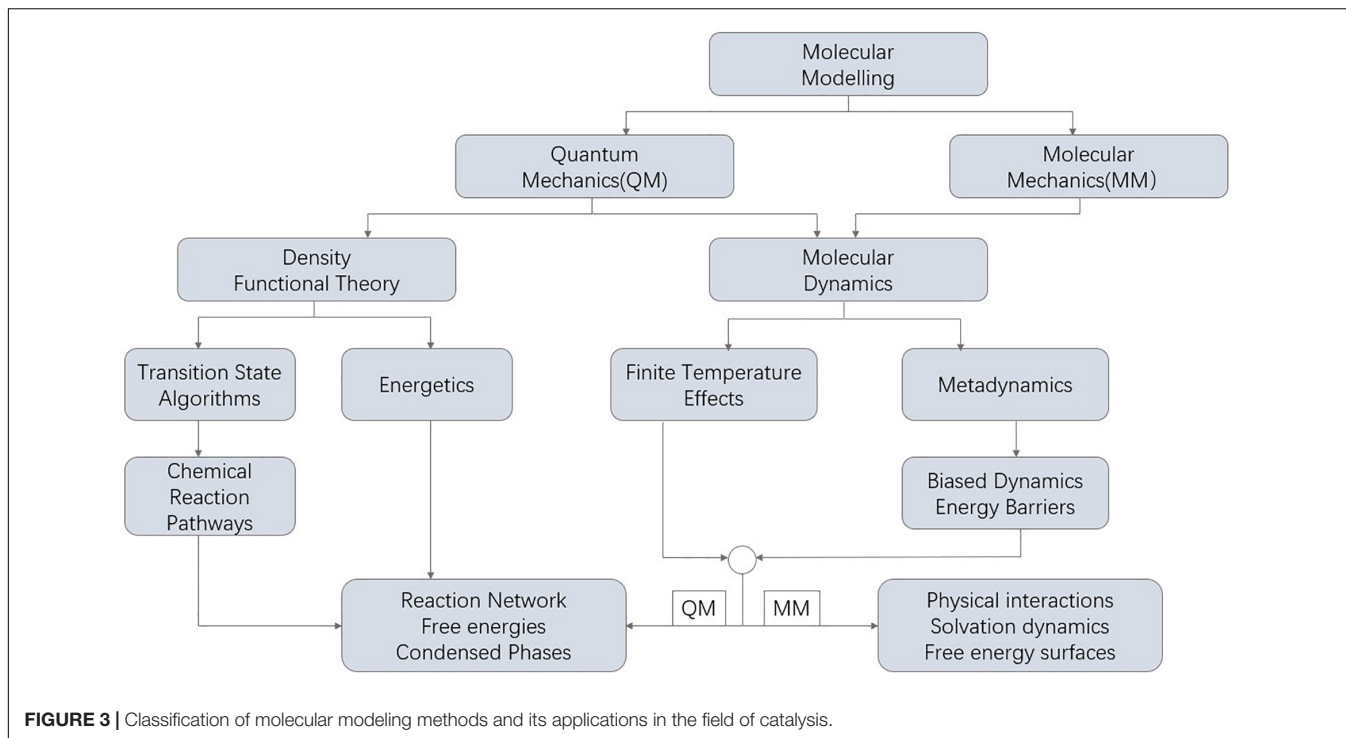 Molecular
Modelling
Quantum
Mechanics(QM)
Molecular
Mechanics(MM)
Density
Functional Theory
Molecular
Dynamics
Transition State
Algorithms
Energetics
Finite Temperature
Effects
Metadynamics
Chemical
Reaction
Pathways
Biased Dynamics
Energy Barriers
Reaction Network
Free energies
Condensed Phases
QM
MM
Physical interactions
Solvation dynamics
Free energy surfaces
FIGURE 3 | Classification of molecular modeling methods and its applications in the field of catalysis.